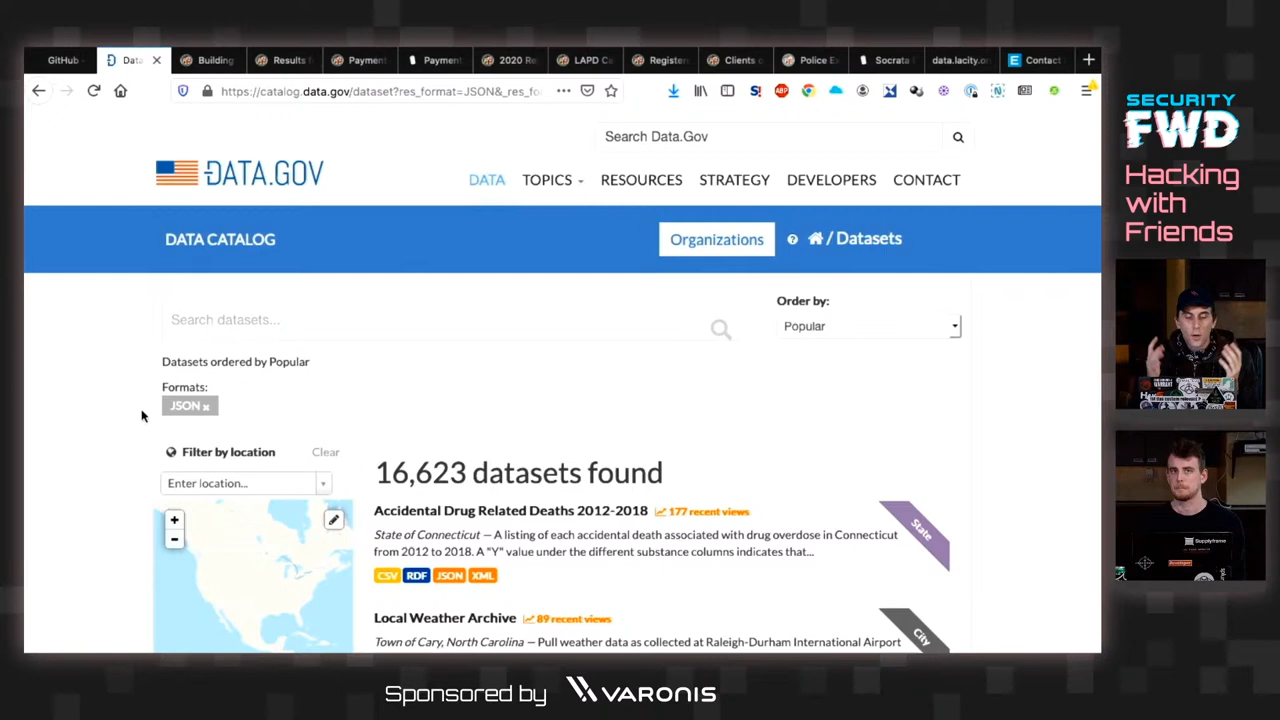 GitHub
Data
Building
Results f
Payment
Payment
2020 Re
LAPD Ca
Register
Clients o
Police E
Socrata
data.lacity.or
Contact
https://catalog.data.gov/dataset?res_format=JSON&_res_fo
Search Data.Gov
DATA.GOV
DATA TOPICS RESOURCES STRATEGY DEVELOPERS CONTACT
DATA CATALOG
Organizations
/ Datasets
Search datasets...
Order by:
Popular
Datasets ordered by Popular
Formats:
JSON x
Filter by location Clear
Enter location...
+
-
16,623 datasets found
Accidental Drug Related Deaths 2012-2018 177 recent views
State of Connecticut — A listing of each accidental death associated with drug overdose in Connecticut
from 2012 to 2018. A "Y" value under the different substance columns indicates that...
CSV RDF JSON XML
State
Local Weather Archive 89 recent views
Town of Cary, North Carolina — Pull weather data as collected at Raleigh-Durham International Airport
City
SECURITY
FWD
Hacking
with
Friends
Supplyframe
Sponsored by VARONIS